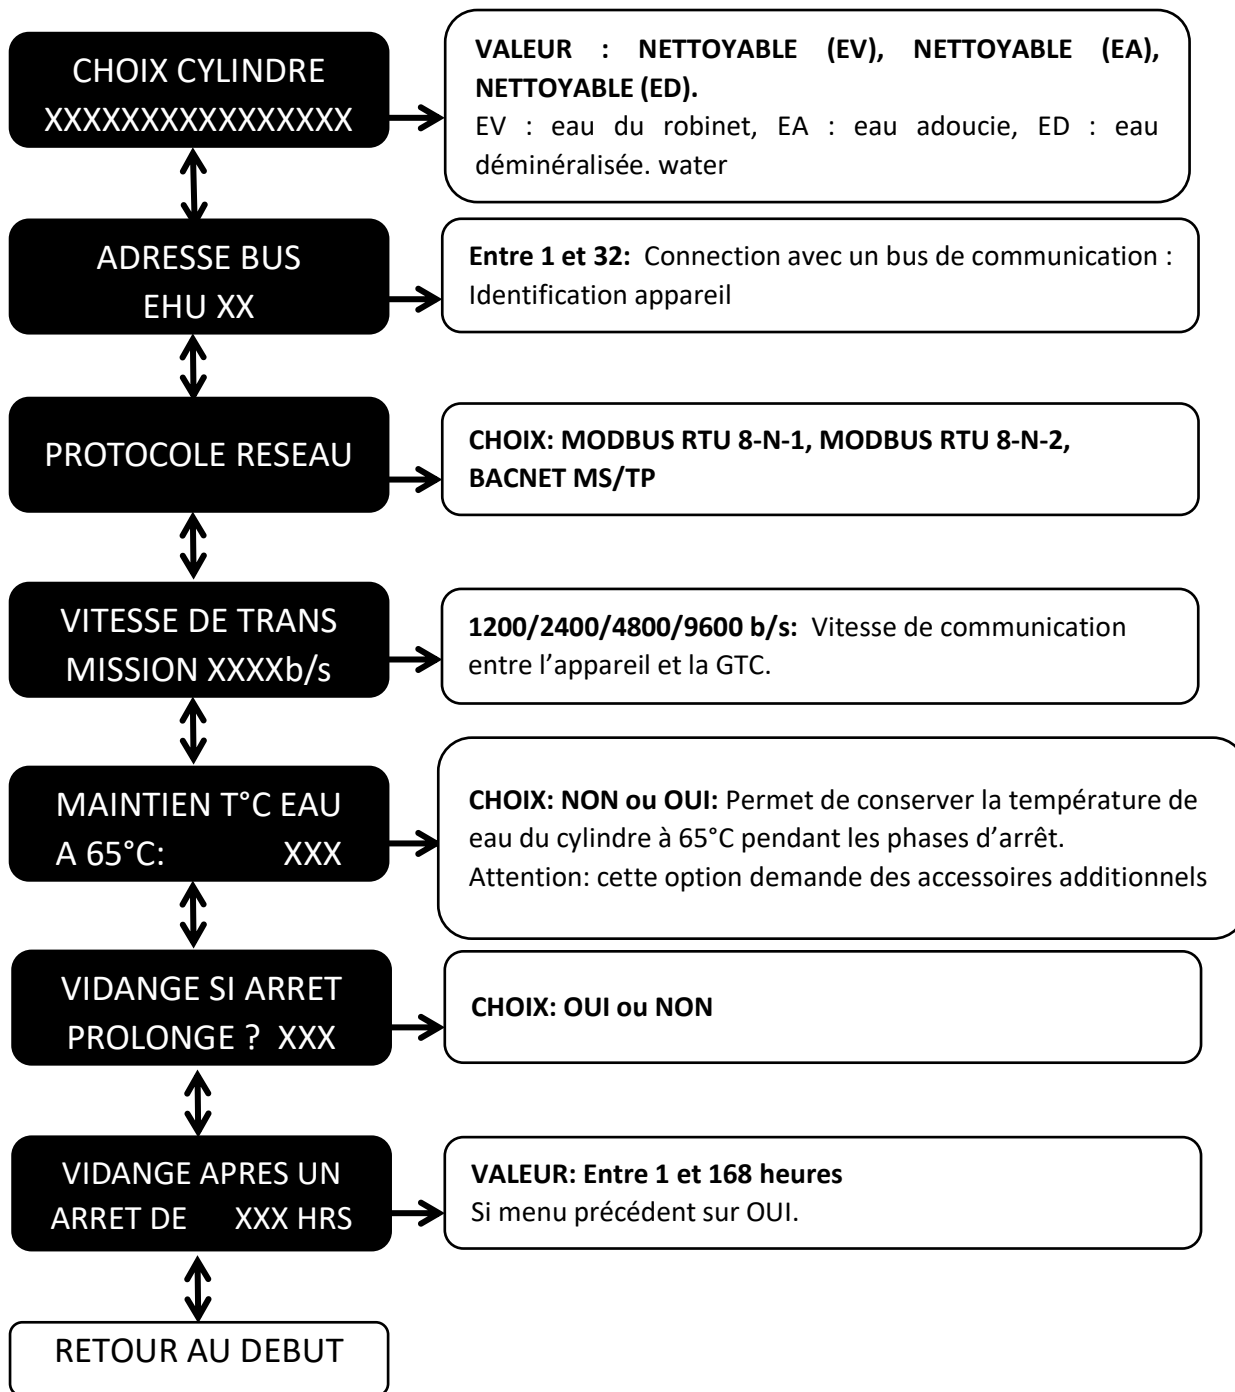 CHOIX CYLINDRE
XXXXXXXXXXXXXXXX
VALEUR : NETTOYABLE (EV), NETTOYABLE (EA),
NETTOYABLE (ED).
EV : eau du robinet, EA : eau adoucie, ED : eau
déminéralisée. water
ADRESSE BUS
EHU XX
Entre 1 et 32: Connection avec un bus de communication :
Identification appareil
PROTOCOLE RESEAU
CHOIX: MODBUS RTU 8-N-1, MODBUS RTU 8-N-2,
BACNET MS/TP
VITESSE DE TRANS
MISSION XXXXb/s
1200/2400/4800/9600 b/s: Vitesse de communication
entre l’appareil et la GTC.
MAINTIEN T°C EAU
A 65°C: XXX
CHOIX: NON ou OUI: Permet de conserver la température de
eau du cylindre à 65°C pendant les phases d’arrêt.
Attention: cette option demande des accessoires additionnels
VIDANGE SI ARRET
PROLONGE ? XXX
CHOIX: OUI ou NON
VIDANGE APRES UN
ARRET DE XXX HRS
VALEUR: Entre 1 et 168 heures
Si menu précédent sur OUI.
RETOUR AU DEBUT